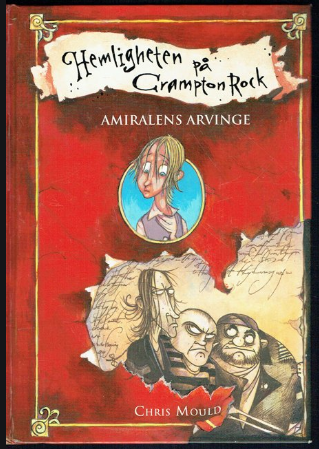 Hemligheten på
Crampton Rock
AMIRALENS ARVINGE
CHRIS MOULD